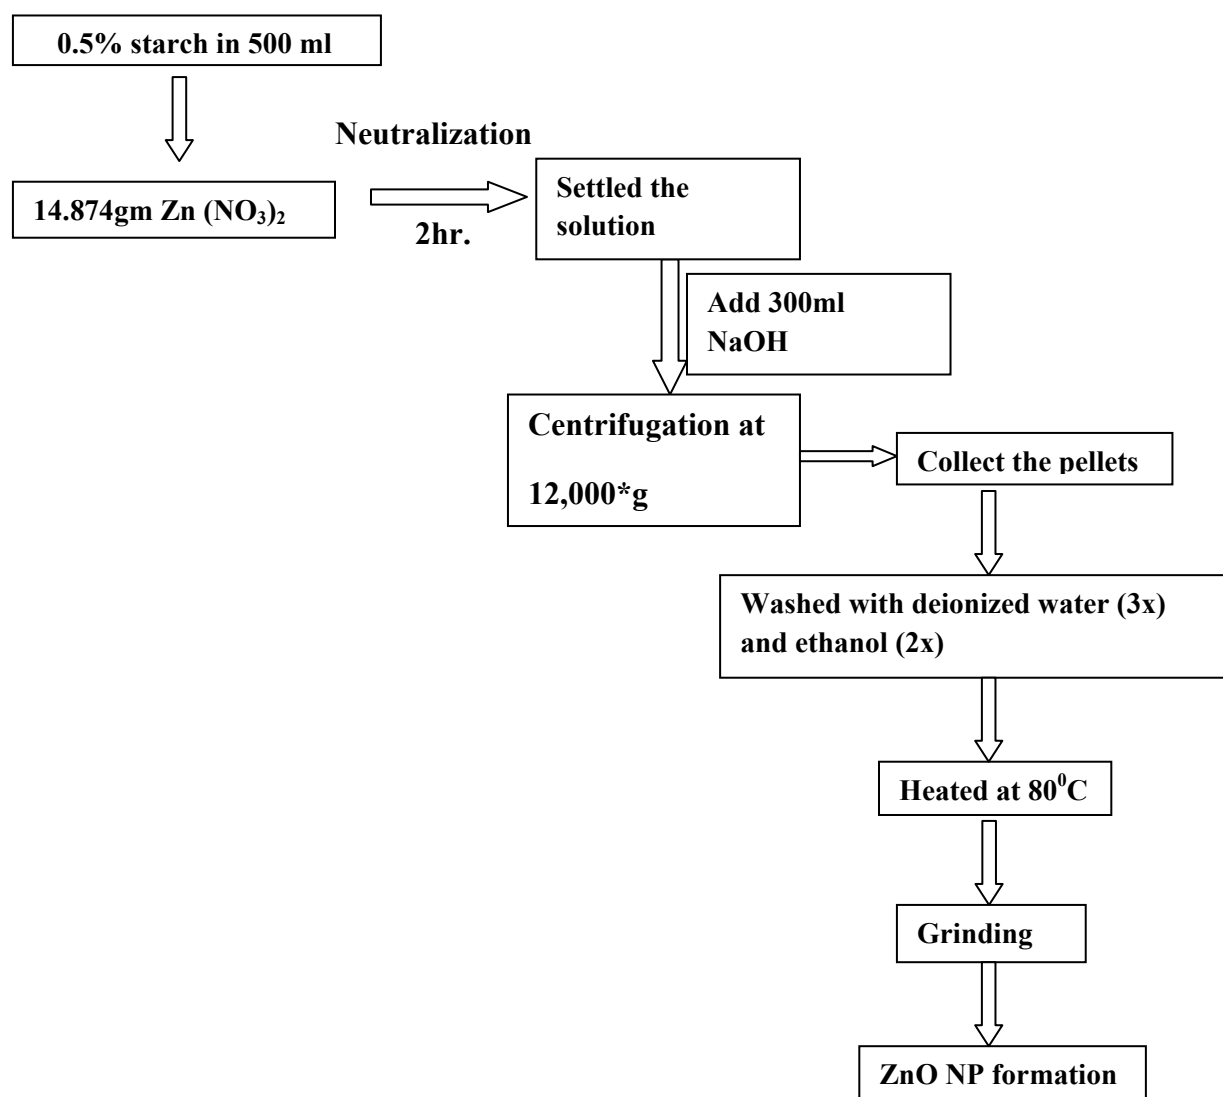 0.5% starch in 500 ml
14.874gm Zn (NO₃)₂
Neutralization
2hr.
Settled the
solution
Add 300ml
NaOH
Centrifugation at
12,000*g
Collect the pellets
Washed with deionized water (3x)
and ethanol (2x)
Heated at 80⁰C
Grinding
ZnO NP formation